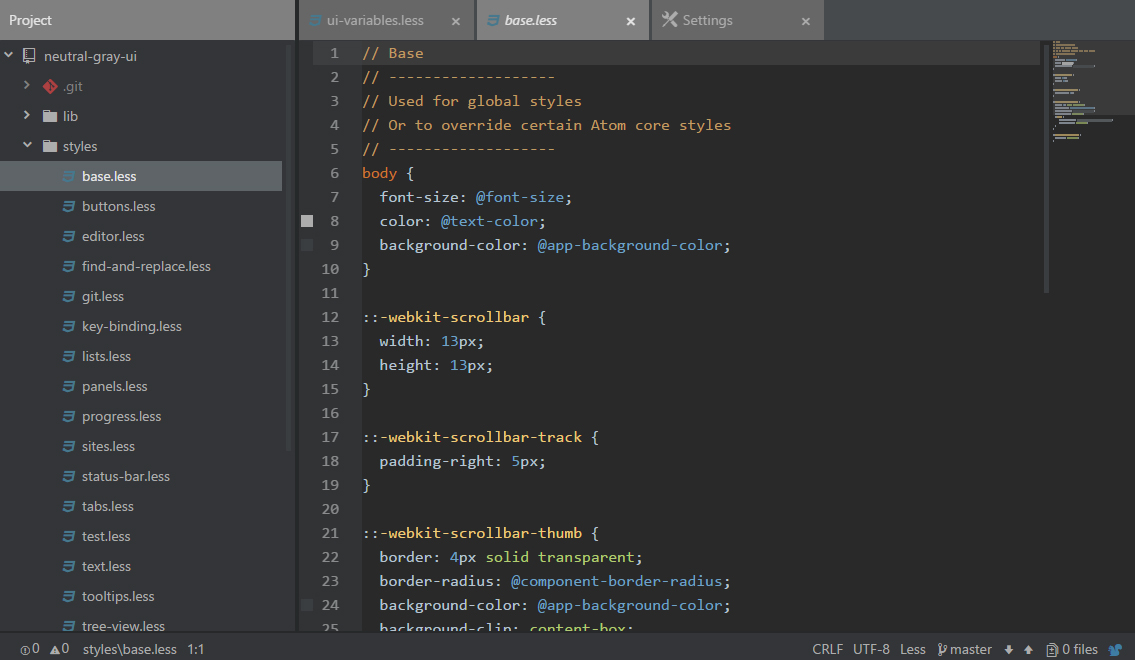 Project
neutral-gray-ui
.git
lib
styles
base.less
buttons.less
editor.less
find-and-replace.less
git.less
key-binding.less
lists.less
panels.less
progress.less
sites.less
status-bar.less
tabs.less
test.less
text.less
tooltips.less
tree-view.less
ui-variables.less × base.less × Settings ×
1 // Base
2 // -------------------
3 // Used for global styles
4 // Or to override certain Atom core styles
5 // -------------------
6 body {
7 font-size: @font-size;
8 color: @text-color;
9 background-color: @app-background-color;
10 }
11
12 ::-webkit-scrollbar {
13 width: 13px;
14 height: 13px;
15 }
16
17 ::-webkit-scrollbar-track {
18 padding-right: 5px;
19 }
20
21 ::-webkit-scrollbar-thumb {
22 border: 4px solid transparent;
23 border-radius: @component-border-radius;
24 background-color: @app-background-color;
25 background-clip: content-box;
0 0 styles\base.less 1:1 CRLF UTF-8 Less master 0 files